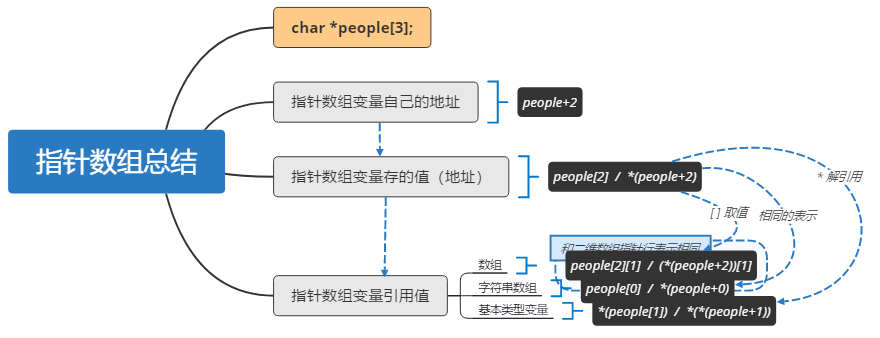 char *people[3];
指针数组变量自己的地址
people+2
指针数组总结
指针数组变量存的值（地址）
people[2] / *(people+2)
* 解引用
[ ] 取值
相同的表示
和二维数组指针行表示相同
数组
people[2][1] / (*(people+2))[1]
指针数组变量引用值
字符串数组
people[0] / *(people+0)
基本类型变量
*(people[1]) / *(*(people+1))